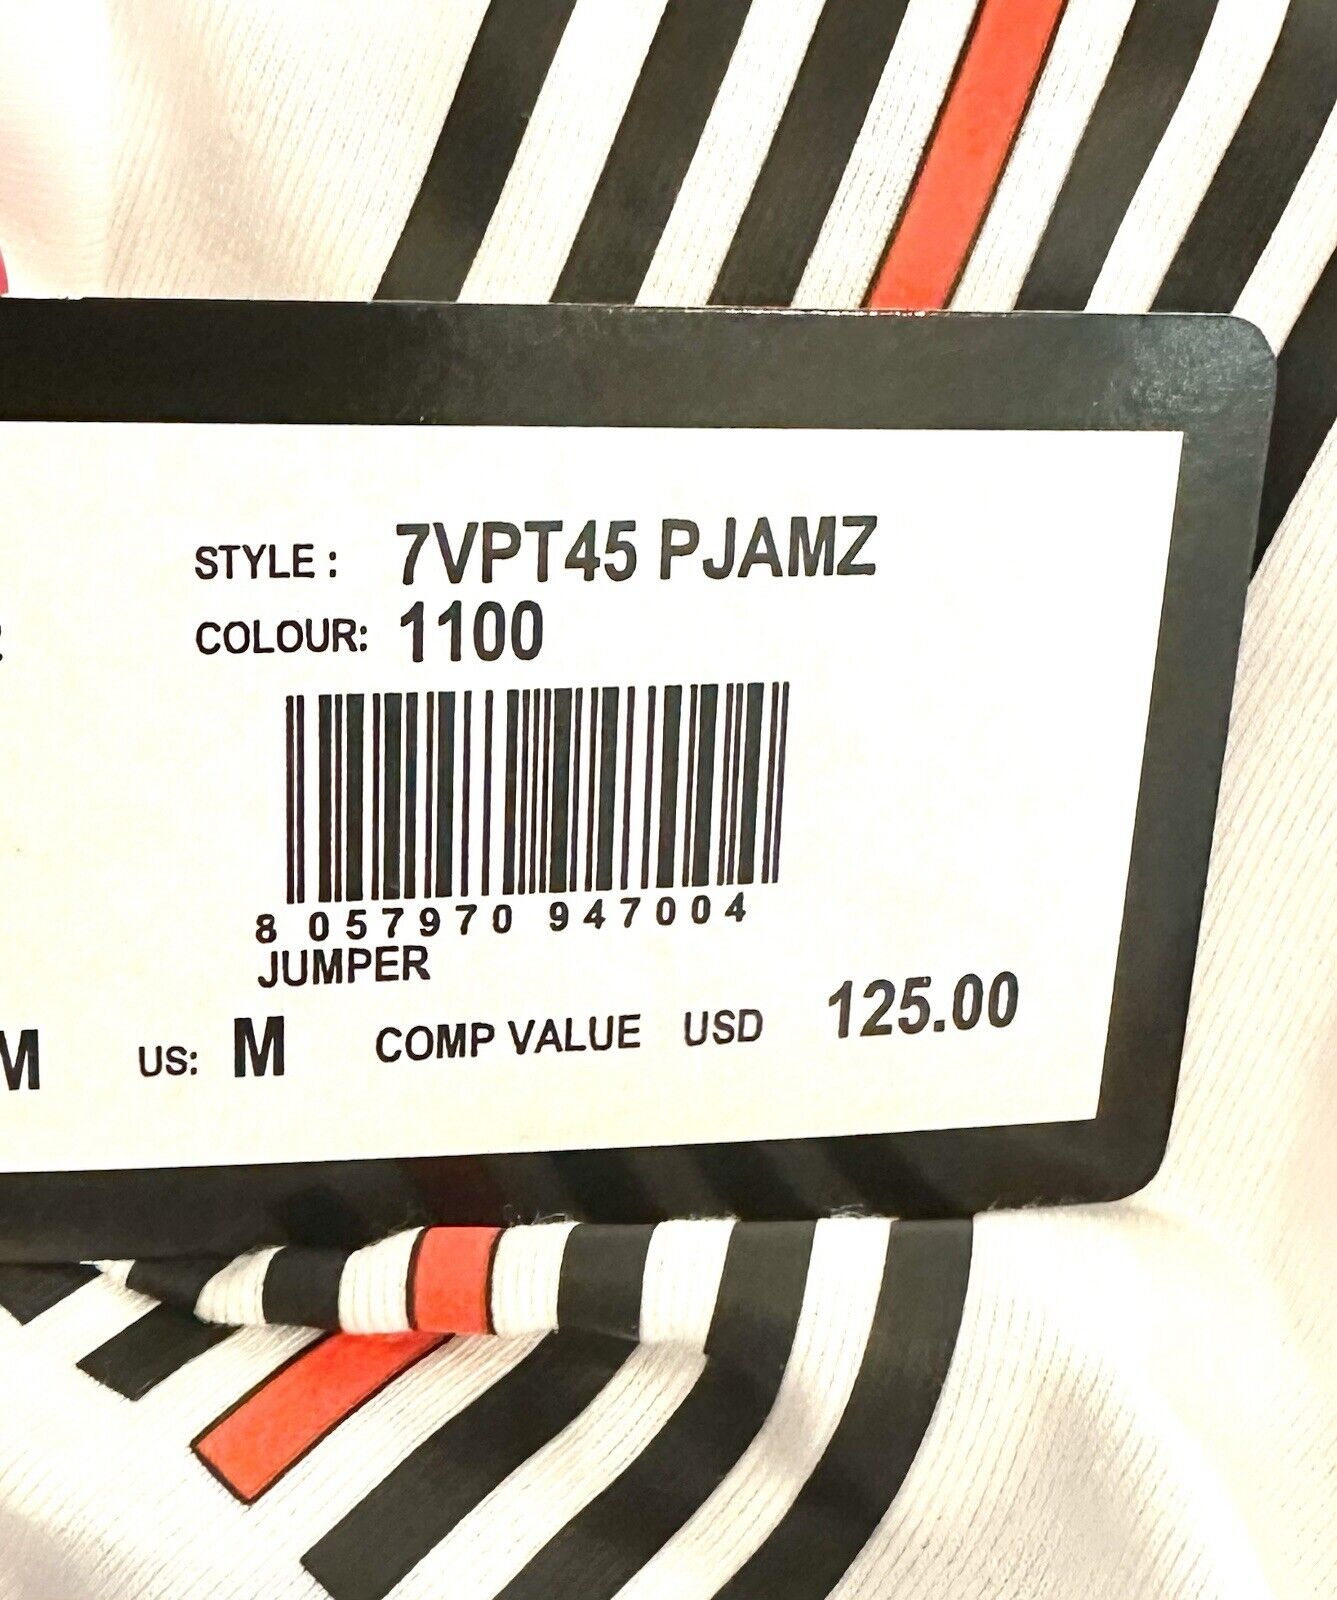 STYLE: 7VPT45 PJAMZ
COLOUR: 1100
8 057970 947004
JUMPER
M US: M COMP VALUE USD 125.00